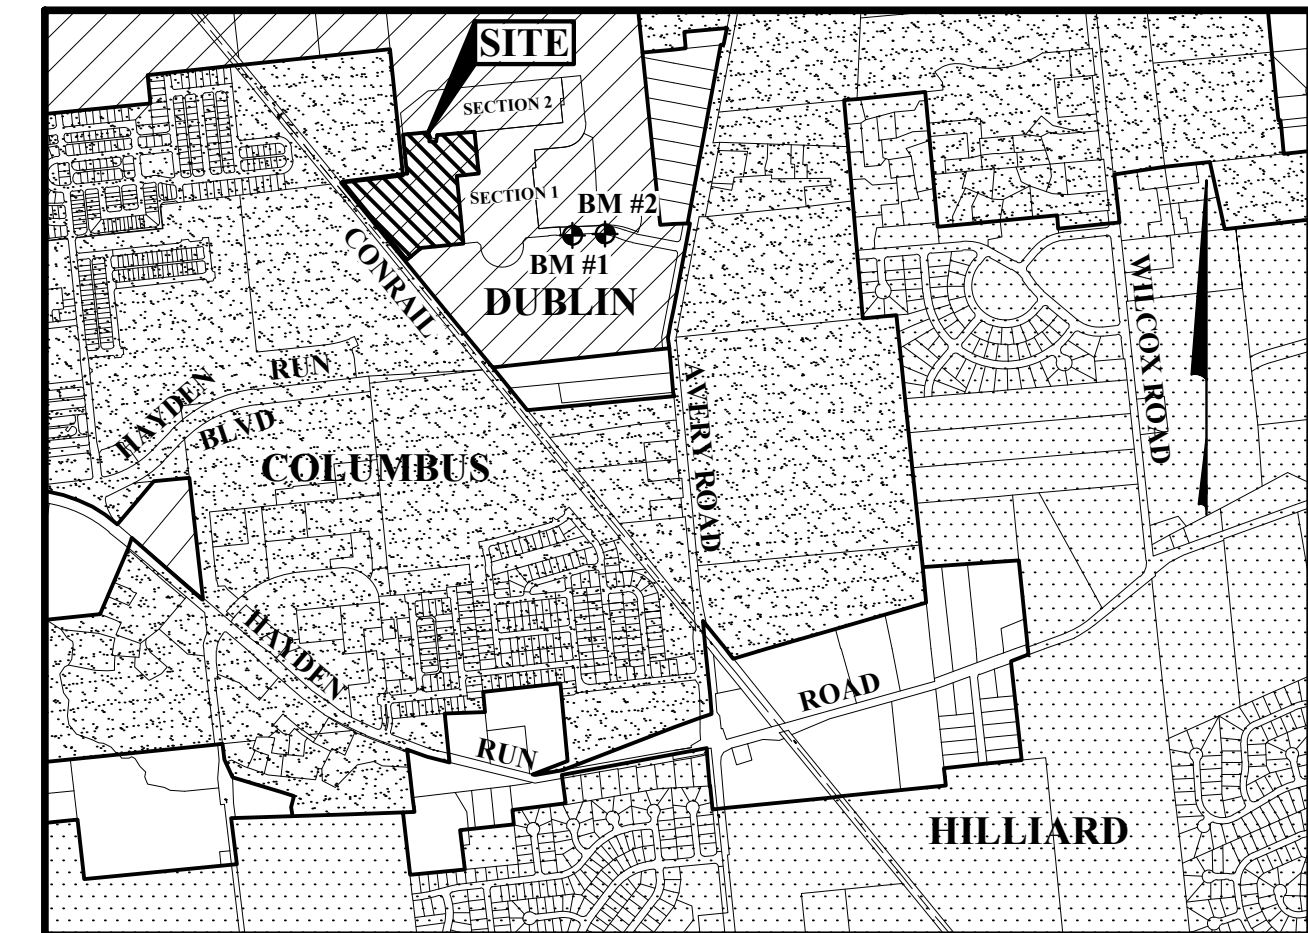 SITE
SECTION 2
SECTION 1
BM #2
BM #1
DUBLIN
CONRAIL
WILCOX ROAD
HAYDEN RUN
BLVD
AVERY ROAD
COLUMBUS
HAYDEN
RUN
ROAD
HILLIARD